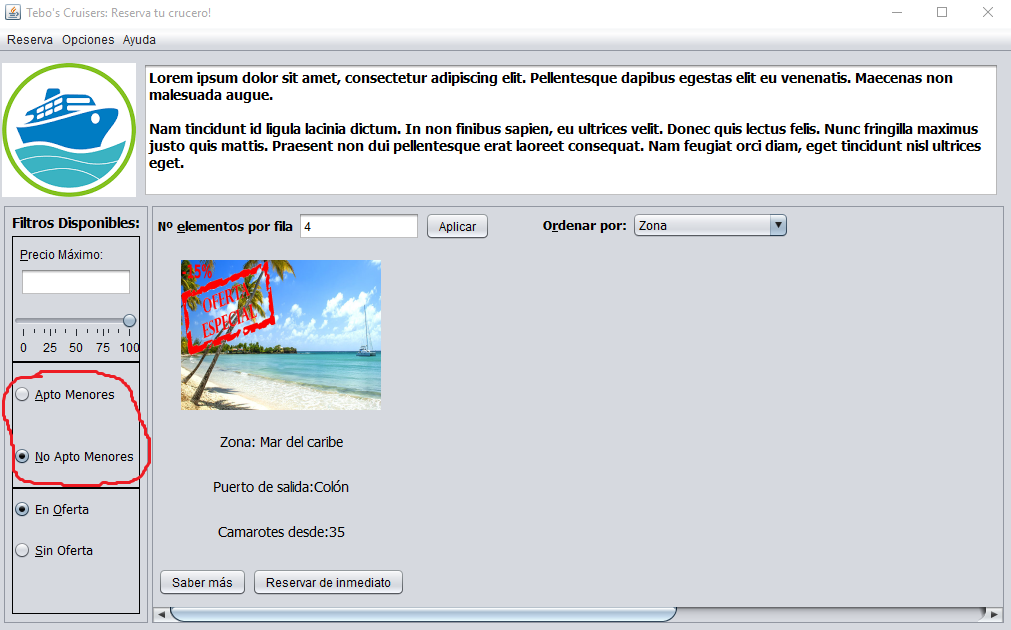 Tebo's Cruisers: Reserva tu crucero!
Reserva Opciones Ayuda
Lorem ipsum dolor sit amet, consectetur adipiscing elit. Pellentesque dapibus egestas elit eu venenatis. Maecenas non
malesuada augue.
Nam tincidunt id ligula lacinia dictum. In non finibus sapien, eu ultrices velit. Donec quis lectus felis. Nunc fringilla maximus
justo quis mattis. Praesent non dui pellentesque erat laoreet consequat. Nam feugiat orci diam, eget tincidunt nisl ultrices
eget.
Filtros Disponibles:
Precio Máximo:
0 25 50 75 100
Apto Menores
No Apto Menores
En Oferta
Sin Oferta
Nº elementos por fila 4 Aplicar Ordenar por: Zona
OFERTA
ESPECIAL
Zona: Mar del caribe
Puerto de salida:Colón
Camarotes desde:35
Saber más Reservar de inmediato